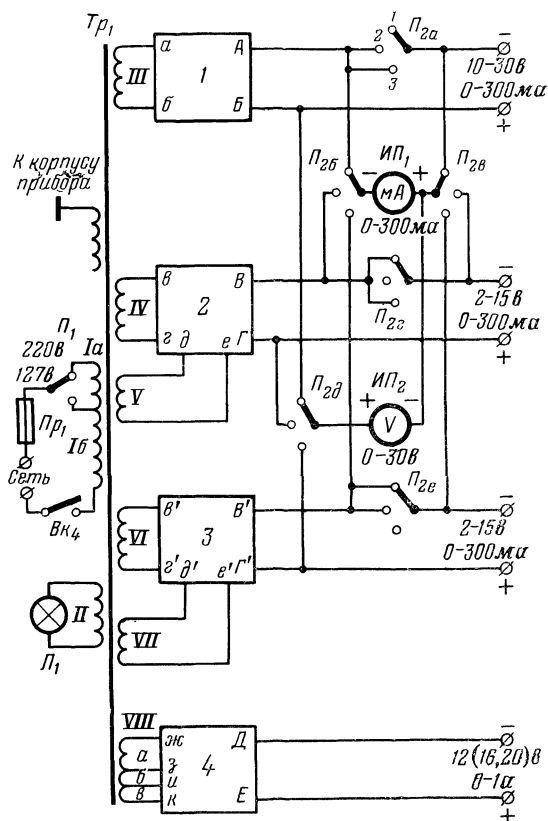 Тр₁
III
а
б
1
А
Б
2
1
3
П₂а
−
10–30в
0–300ма
+
К корпусу
прибора
П₂б
−
ИП₁
+
мА
0–300ма
П₂в
IV
в
г
д
2
е
В
Г
П₂г
−
2–15в
0–300ма
+
П₁
220в
127в
Iа
Iб
Пр₁
Сеть
Вк₄
V
П₂д
+
ИП₂
−
V
0–30в
П₂е
VI
в'
г'
д'
3
е'
В'
Г'
−
2–15в
0–300ма
+
II
Л₁
VII
VIII
а
б
в
ж
з
и
к
4
Д
Е
−
12(16,20)в
0–1а
+